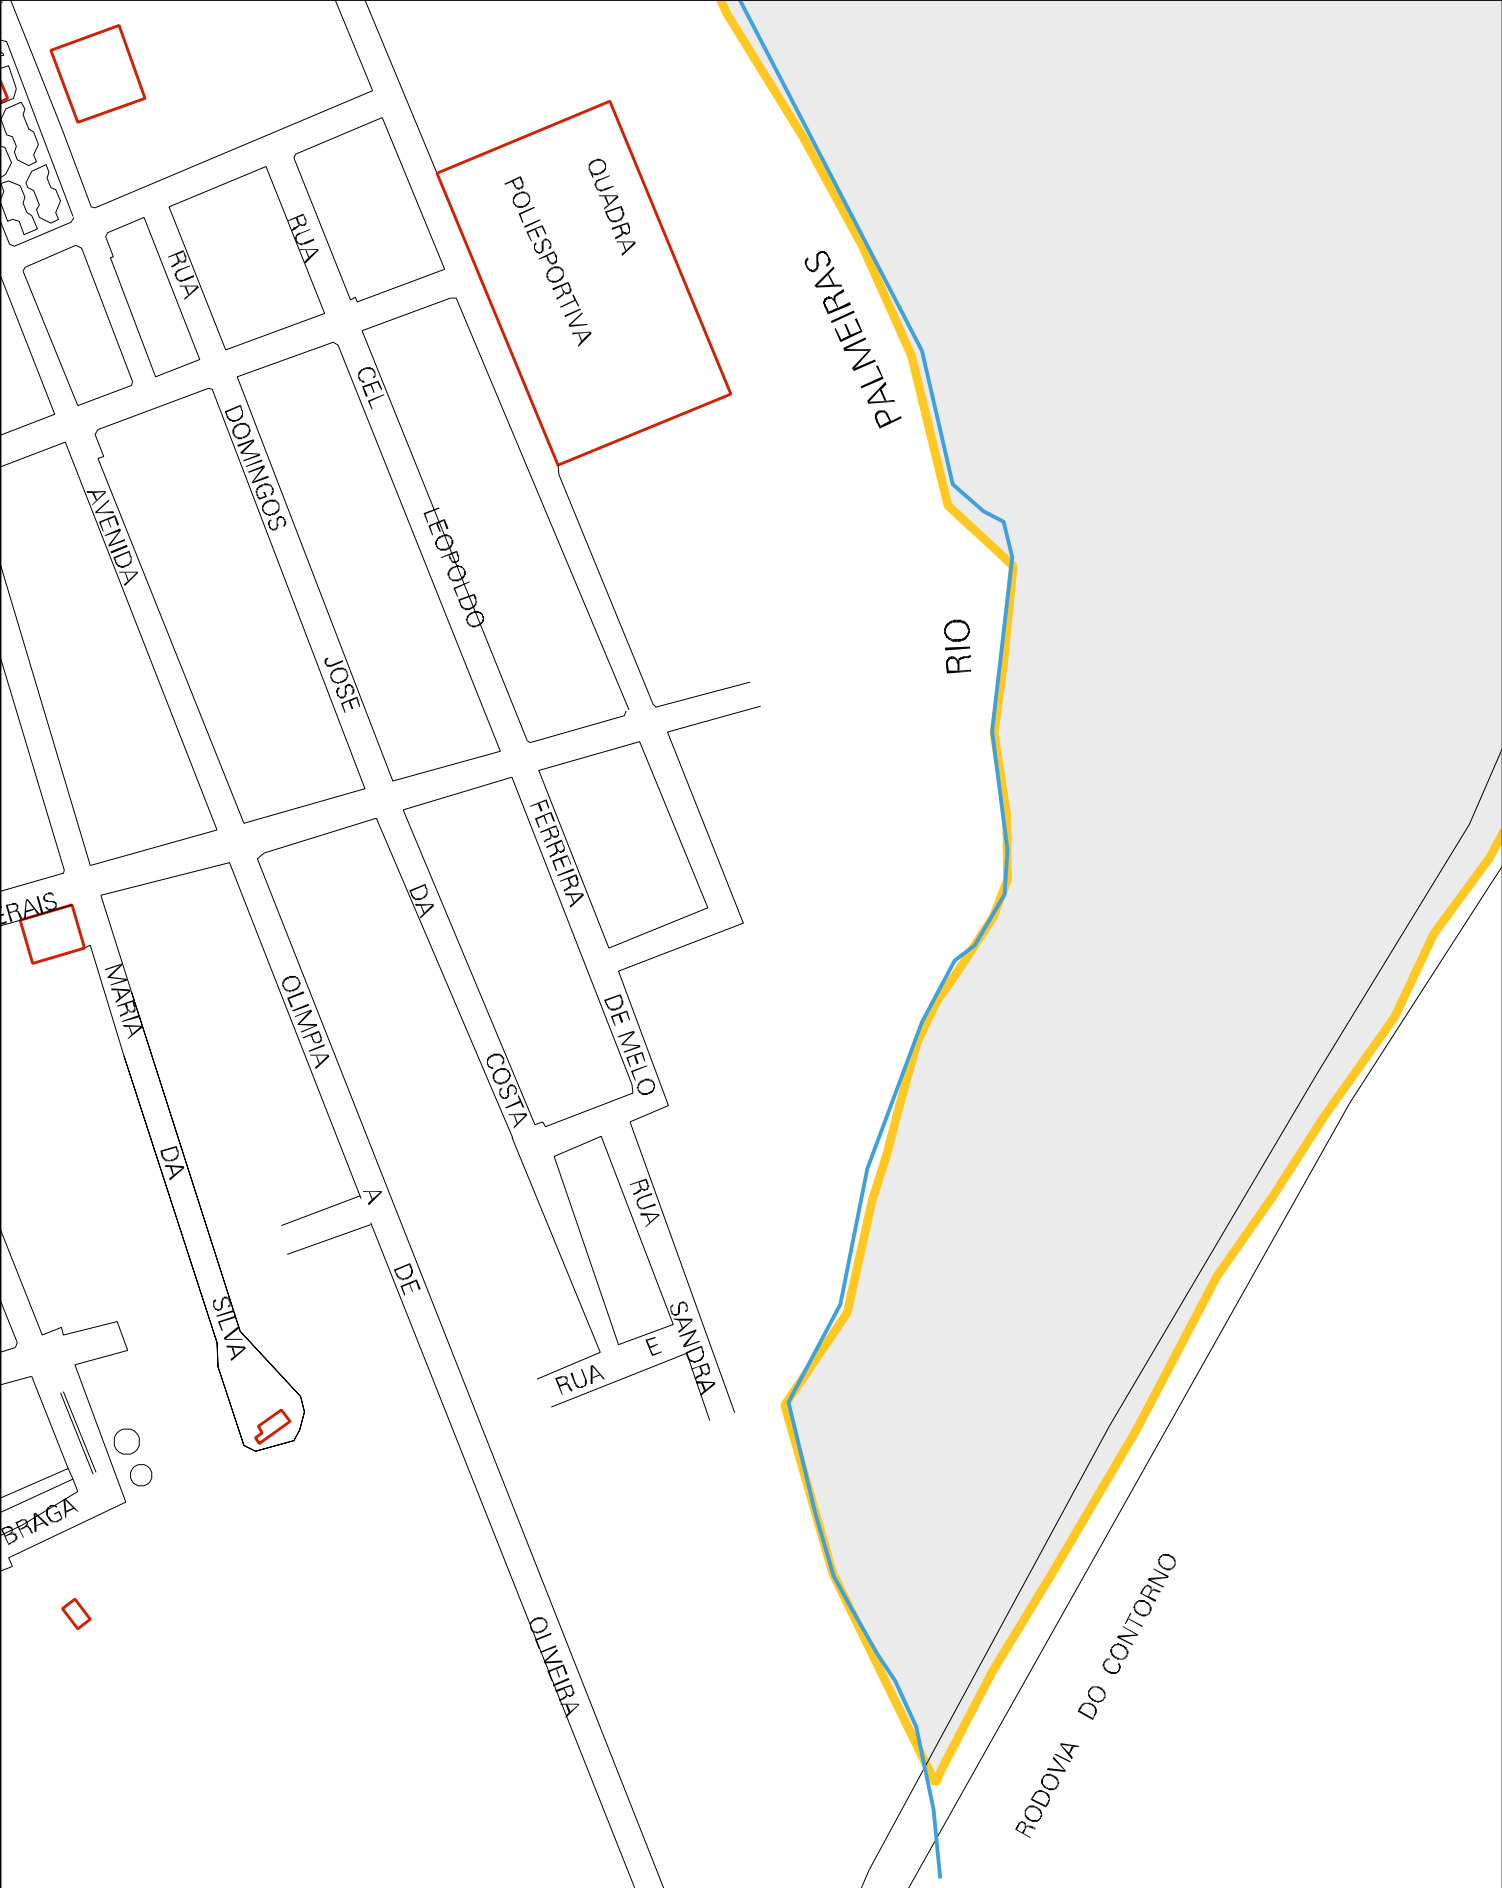 QUADRA
POLIESPORTIVA
RUA
RUA
PALMEIRAS
RIO
CEL
LEOPOLDO
FERREIRA
DE MELO
DOMINGOS
JOSE
DA
COSTA
AVENIDA
OLIMPIA
A
DE
OLIVEIRA
ERAIS
MARIA
DA
SILVA
RUA
SANDRA
RUA
E
BRAGA
RODOVIA DO CONTORNO